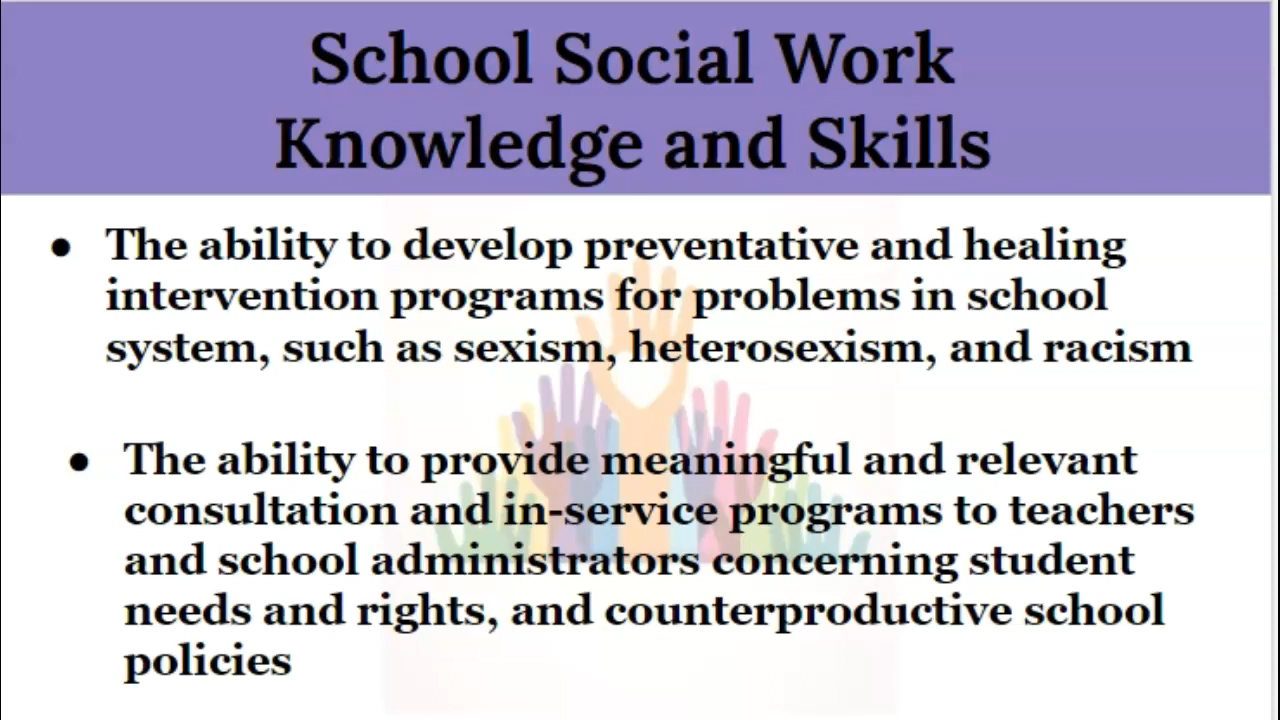 School Social Work
Knowledge and Skills
● The ability to develop preventative and healing
intervention programs for problems in school
system, such as sexism, heterosexism, and racism
● The ability to provide meaningful and relevant
consultation and in-service programs to teachers
and school administrators concerning student
needs and rights, and counterproductive school
policies